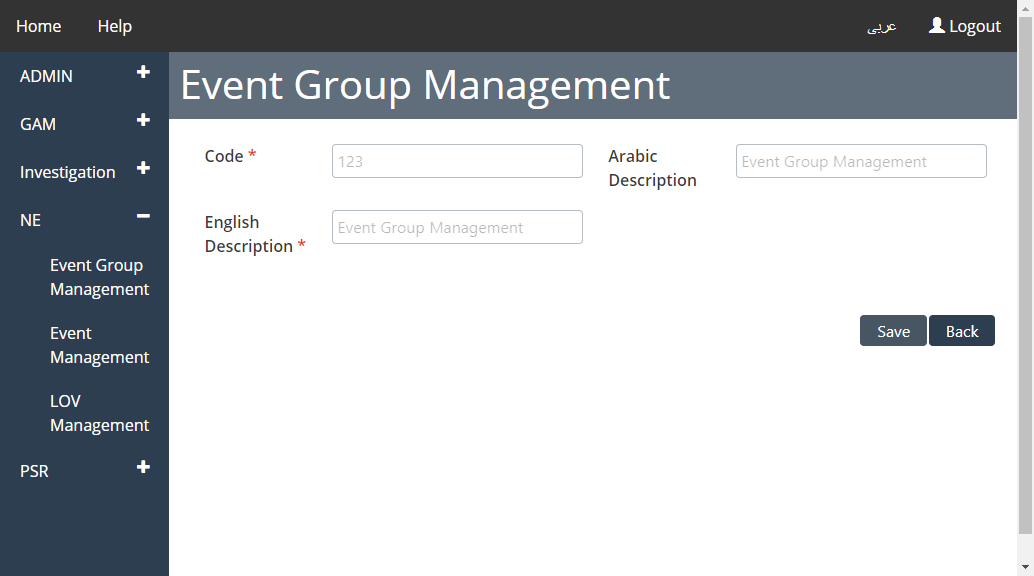 Home Help عربى Logout
ADMIN
GAM
Investigation
NE
Event Group
Management
Event
Management
LOV
Management
PSR
Event Group Management
Code * 123
Arabic
Description Event Group Management
English
Description * Event Group Management
Save Back